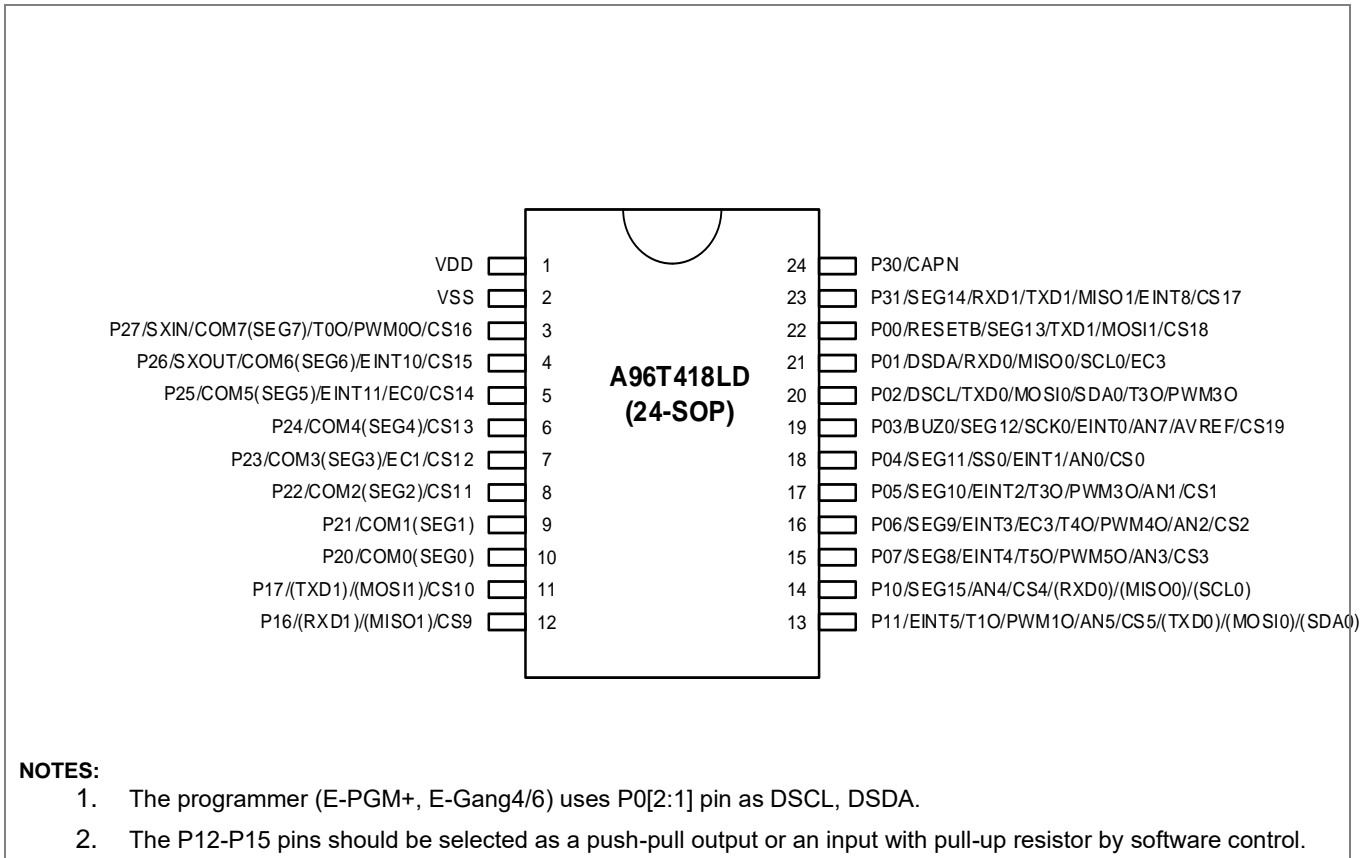 VDD 1
VSS 2
P27/SXIN/COM7(SEG7)/T0O/PWM0O/CS16 3
P26/SXOUT/COM6(SEG6)/EINT10/CS15 4
P25/COM5(SEG5)/EINT11/EC0/CS14 5
P24/COM4(SEG4)/CS13 6
P23/COM3(SEG3)/EC1/CS12 7
P22/COM2(SEG2)/CS11 8
P21/COM1(SEG1) 9
P20/COM0(SEG0) 10
P17/(TXD1)/(MOSI1)/CS10 11
P16/(RXD1)/(MISO1)/CS9 12
A96T418LD
(24-SOP)
24 P30/CAPN
23 P31/SEG14/RXD1/TXD1/MISO1/EINT8/CS17
22 P00/RESETB/SEG13/TXD1/MOSI1/CS18
21 P01/DSDA/RXD0/MISO0/SCL0/EC3
20 P02/DSCL/TXD0/MOSI0/SDA0/T3O/PWM3O
19 P03/BUZ0/SEG12/SCK0/EINT0/AN7/AVREF/CS19
18 P04/SEG11/SS0/EINT1/AN0/CS0
17 P05/SEG10/EINT2/T3O/PWM3O/AN1/CS1
16 P06/SEG9/EINT3/EC3/T4O/PWM4O/AN2/CS2
15 P07/SEG8/EINT4/T5O/PWM5O/AN3/CS3
14 P10/SEG15/AN4/CS4/(RXD0)/(MISO0)/(SCL0)
13 P11/EINT5/T1O/PWM1O/AN5/CS5/(TXD0)/(MOSI0)/(SDA0)
NOTES:
1. The programmer (E-PGM+, E-Gang4/6) uses P0[2:1] pin as DSCL, DSDA.
2. The P12-P15 pins should be selected as a push-pull output or an input with pull-up resistor by software control.